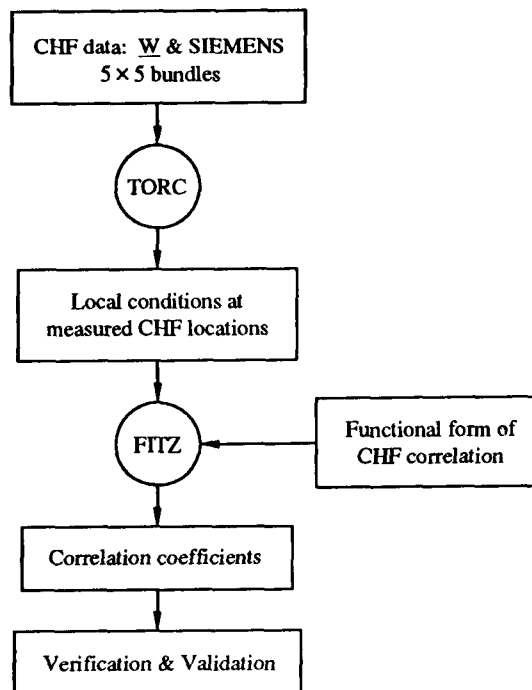 CHF data: W & SIEMENS
5 × 5 bundles
TORC
Local conditions at
measured CHF locations
FITZ
Functional form of
CHF correlation
Correlation coefficients
Verification & Validation